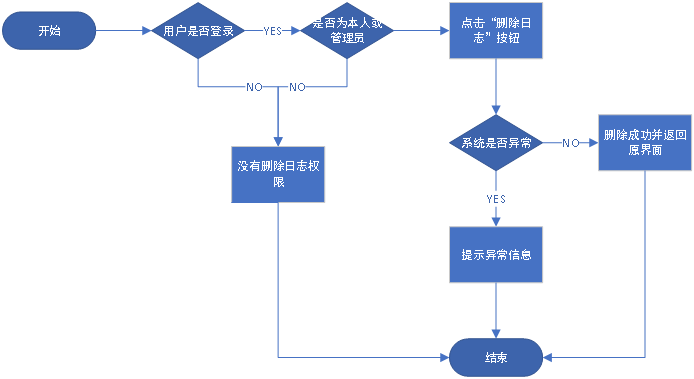 开始
用户是否登录
YES
是否为本人或
管理员
点击“删除日
志”按钮
NO
NO
没有删除日志权
限
系统是否异常
NO
删除成功并返回
原界面
YES
提示异常信息
结束